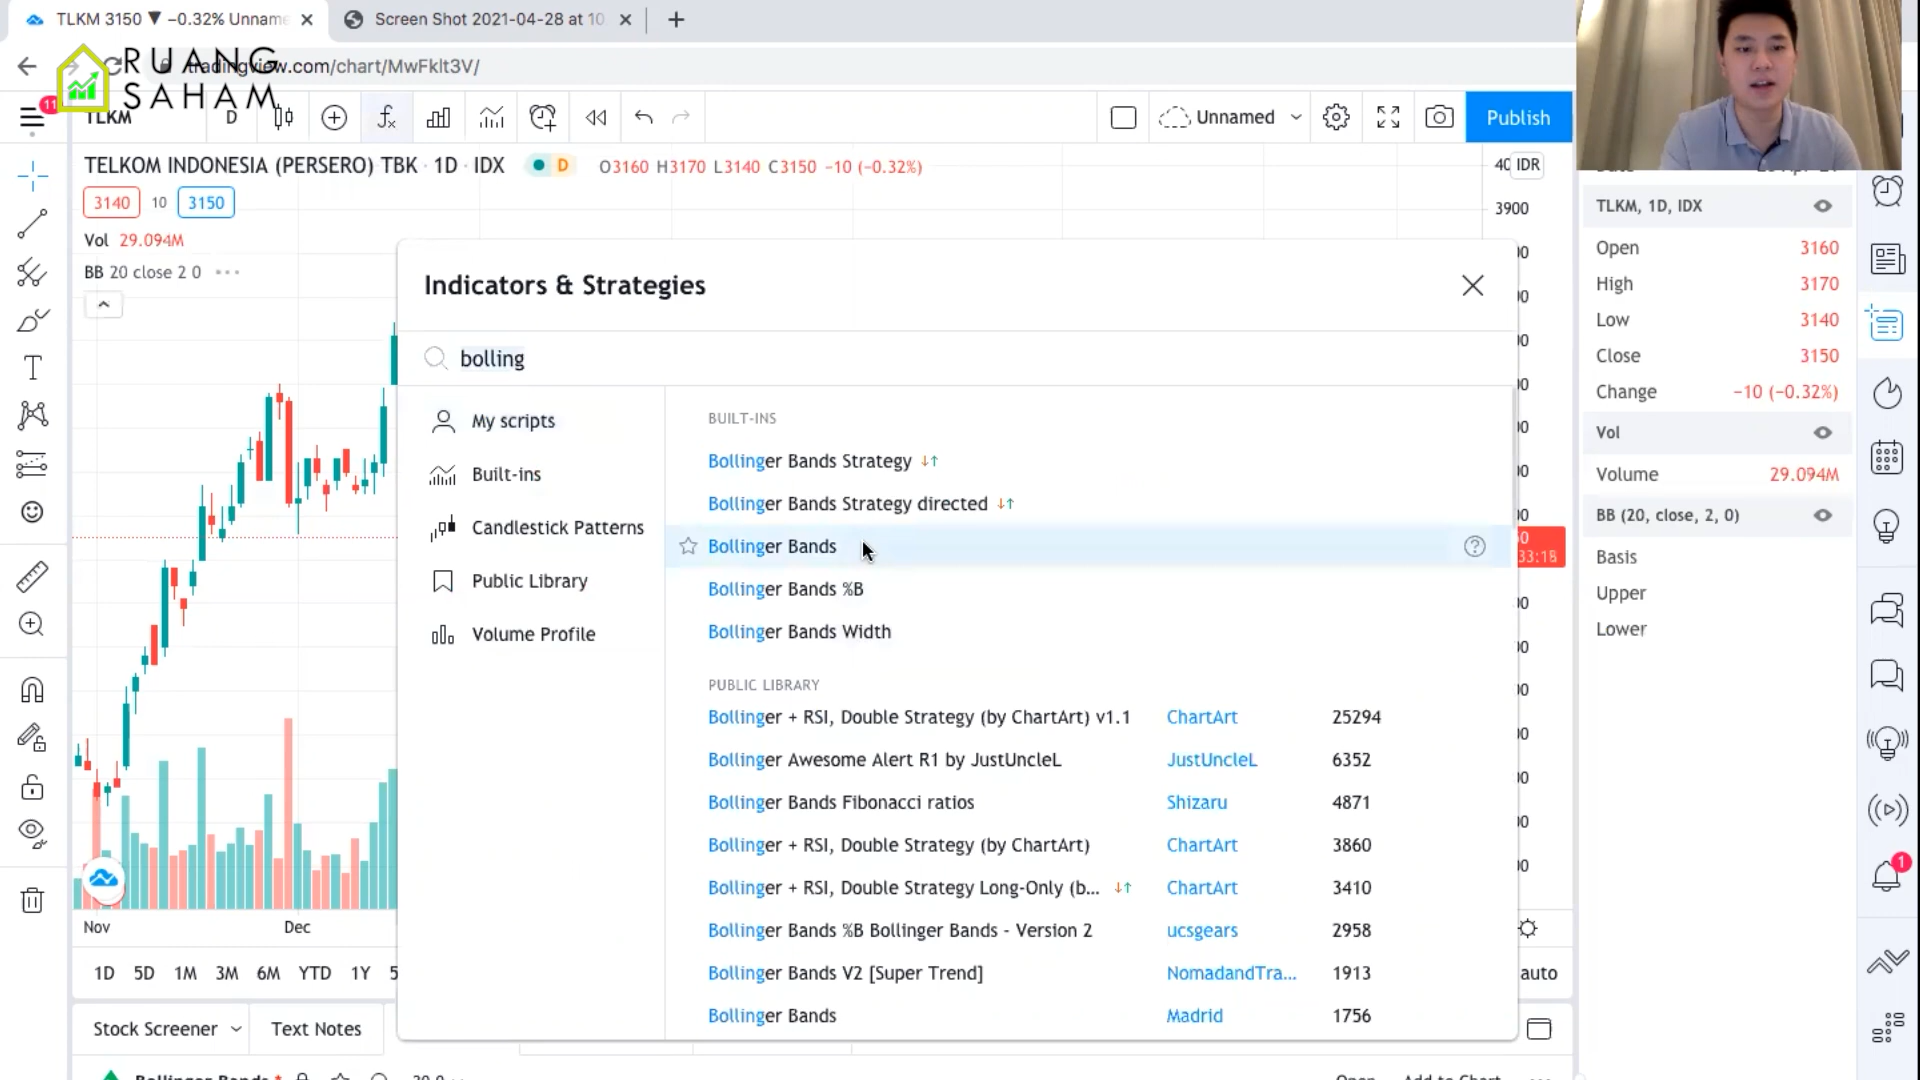 TLKM 3150 ▼ −0.32% Unname
Screen Shot 2021-04-28 at 10
RUANG
SAHAM
tradingview.com/chart/MwFklt3V/
11
TLKM
D
Unnamed
Publish
TELKOM INDONESIA (PERSERO) TBK · 1D · IDX
D
O3160 H3170 L3140 C3150 −10 (−0.32%)
IDR
3140
10
3150
3900
Vol 29.094M
BB 20 close 2 0
Indicators & Strategies
bolling
My scripts
Built-ins
Candlestick Patterns
Public Library
Volume Profile
BUILT-INS
Bollinger Bands Strategy
Bollinger Bands Strategy directed
Bollinger Bands
Bollinger Bands %B
Bollinger Bands Width
PUBLIC LIBRARY
Bollinger + RSI, Double Strategy (by ChartArt) v1.1 ChartArt 25294
Bollinger Awesome Alert R1 by JustUncleL JustUncleL 6352
Bollinger Bands Fibonacci ratios Shizaru 4871
Bollinger + RSI, Double Strategy (by ChartArt) ChartArt 3860
Bollinger + RSI, Double Strategy Long-Only (b... ChartArt 3410
Bollinger Bands %B Bollinger Bands - Version 2 ucsgears 2958
Bollinger Bands V2 [Super Trend] NomadandTra... 1913
Bollinger Bands Madrid 1756
33:18
TLKM, 1D, IDX
Open 3160
High 3170
Low 3140
Close 3150
Change −10 (−0.32%)
Vol
Volume 29.094M
BB (20, close, 2, 0)
Basis
Upper
Lower
1
Nov
Dec
1D 5D 1M 3M 6M YTD 1Y 5
auto
Stock Screener
Text Notes
Bollinger Bands